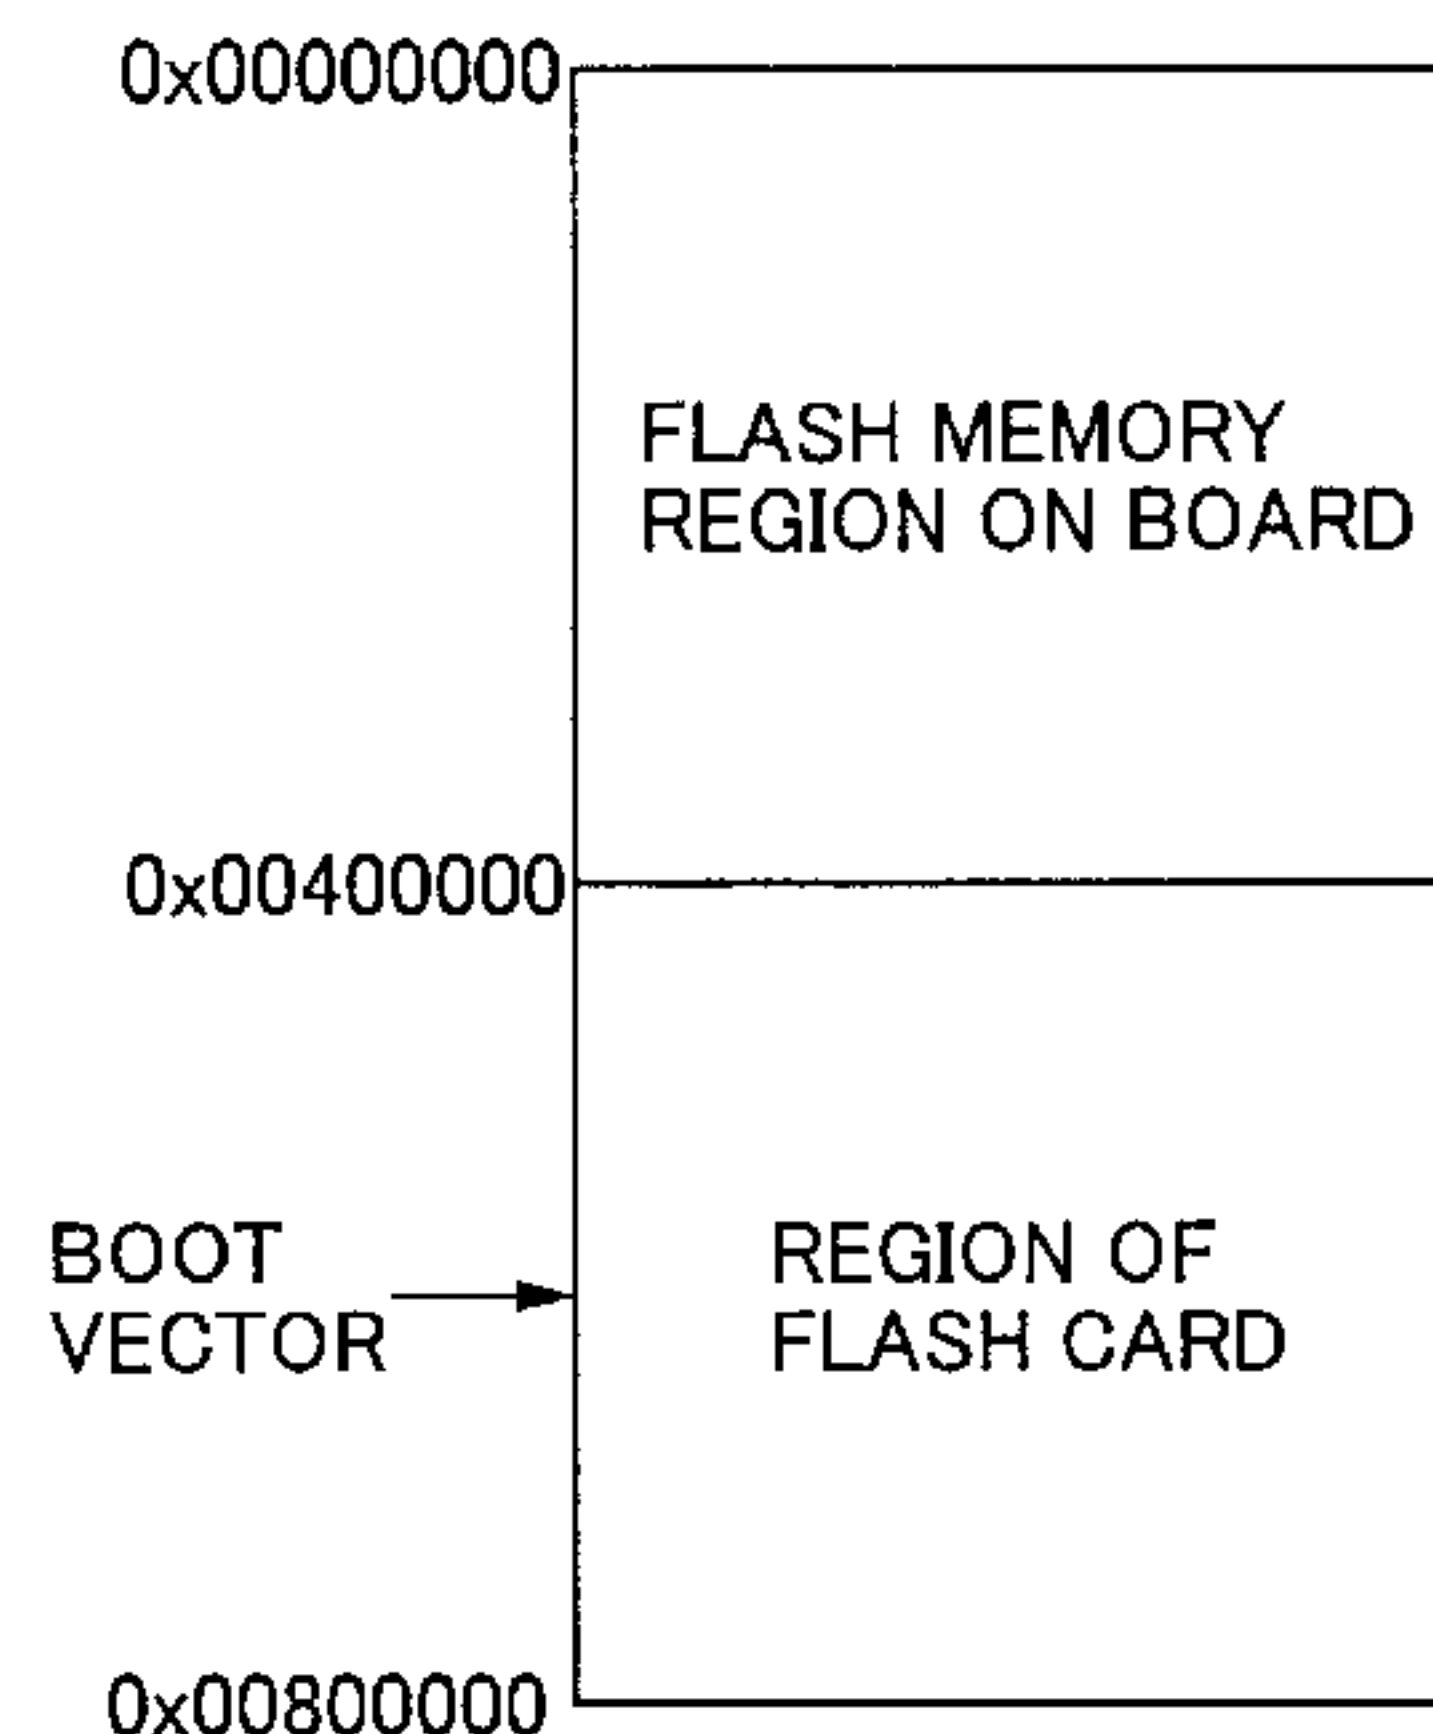 0x00000000
FLASH MEMORY
REGION ON BOARD
0x00400000
BOOT
VECTOR
REGION OF
FLASH CARD
0x00800000